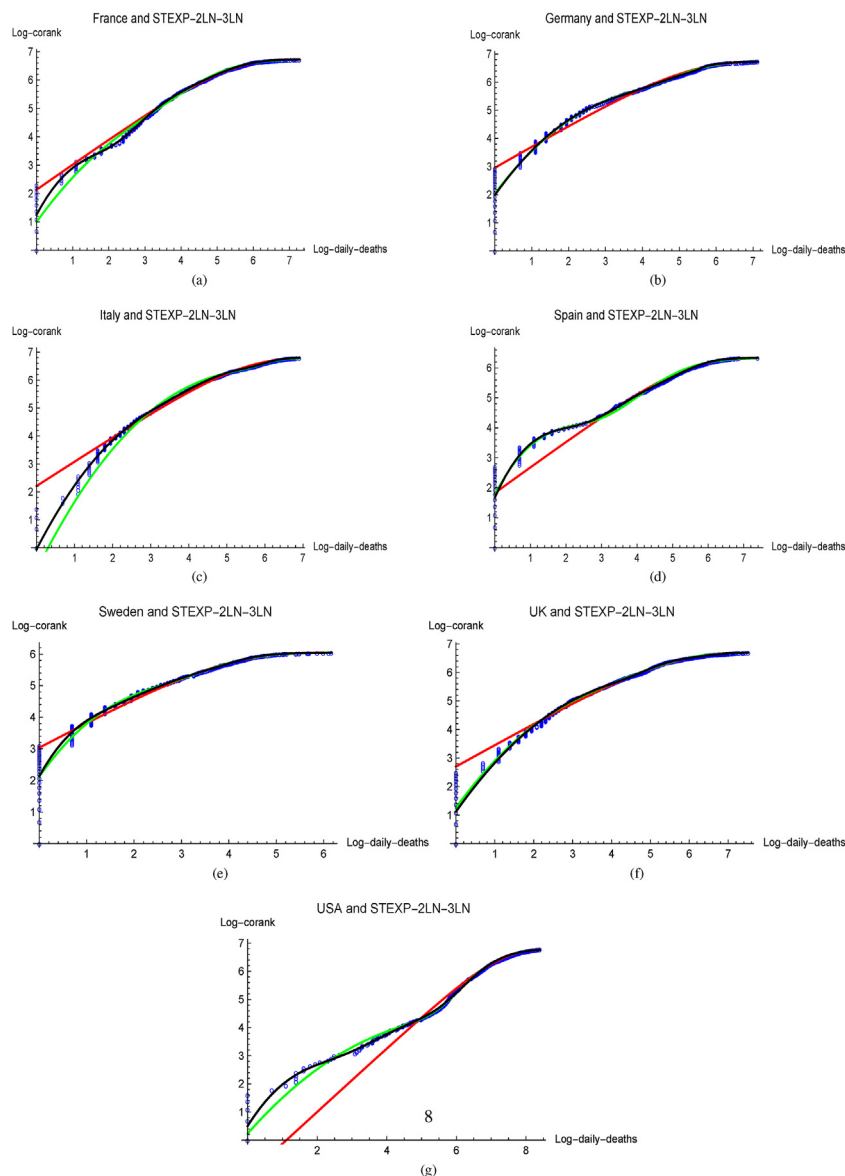 France and STEXP-2LN-3LN
Log-corank
7
6
5
4
3
2
1
1 2 3 4 5 6 7
Log-daily-deaths
(a)
Germany and STEXP-2LN-3LN
Log-corank
7
6
5
4
3
2
1
1 2 3 4 5 6 7
Log-daily-deaths
(b)
Italy and STEXP-2LN-3LN
Log-corank
7
6
5
4
3
2
1
1 2 3 4 5 6 7
Log-daily-deaths
(c)
Spain and STEXP-2LN-3LN
Log-corank
6
5
4
3
2
1
1 2 3 4 5 6 7
Log-daily-deaths
(d)
Sweden and STEXP-2LN-3LN
Log-corank
6
5
4
3
2
1
1 2 3 4 5 6
Log-daily-deaths
(e)
UK and STEXP-2LN-3LN
Log-corank
7
6
5
4
3
2
1
1 2 3 4 5 6 7
Log-daily-deaths
(f)
USA and STEXP-2LN-3LN
Log-corank
7
6
5
4
3
2
1
2 4 6 8
Log-daily-deaths
8
(g)